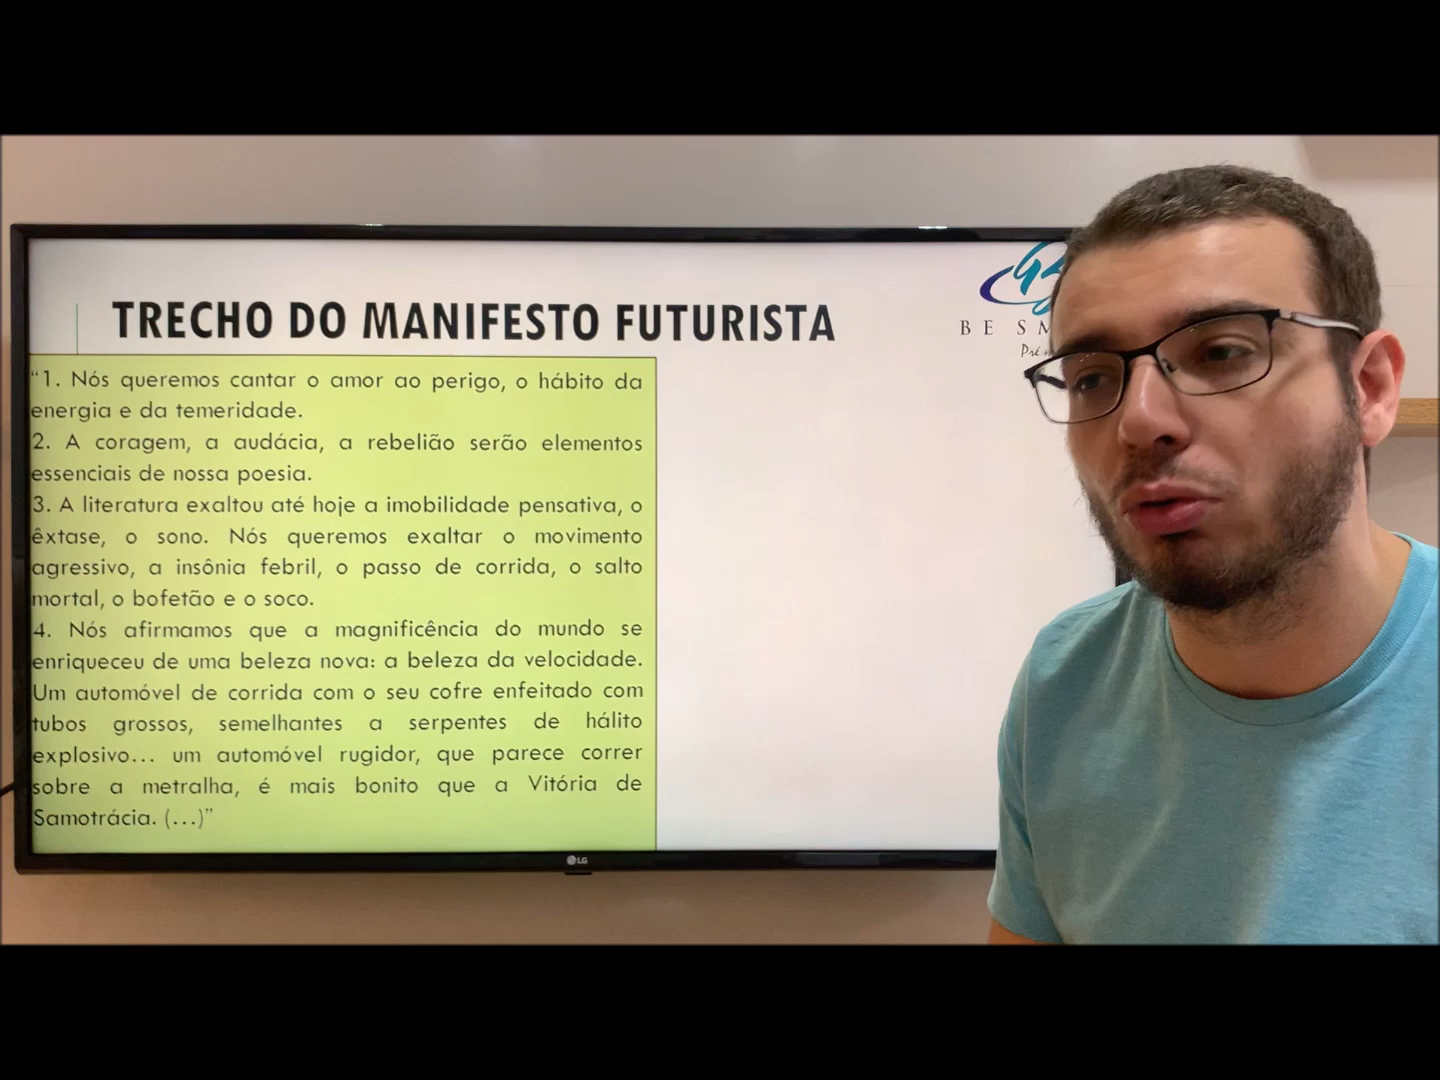 TRECHO DO MANIFESTO FUTURISTA
BE
“1. Nós queremos cantar o amor ao perigo, o hábito da
energia e da temeridade.
2. A coragem, a audácia, a rebelião serão elementos
essenciais de nossa poesia.
3. A literatura exaltou até hoje a imobilidade pensativa, o
êxtase, o sono. Nós queremos exaltar o movimento
agressivo, a insônia febril, o passo de corrida, o salto
mortal, o bofetão e o soco.
4. Nós afirmamos que a magnificência do mundo se
enriqueceu de uma beleza nova: a beleza da velocidade.
Um automóvel de corrida com o seu cofre enfeitado com
tubos grossos, semelhantes a serpentes de hálito
explosivo... um automóvel rugidor, que parece correr
sobre a metralha, é mais bonito que a Vitória de
Samotrácia. (...)”
LG